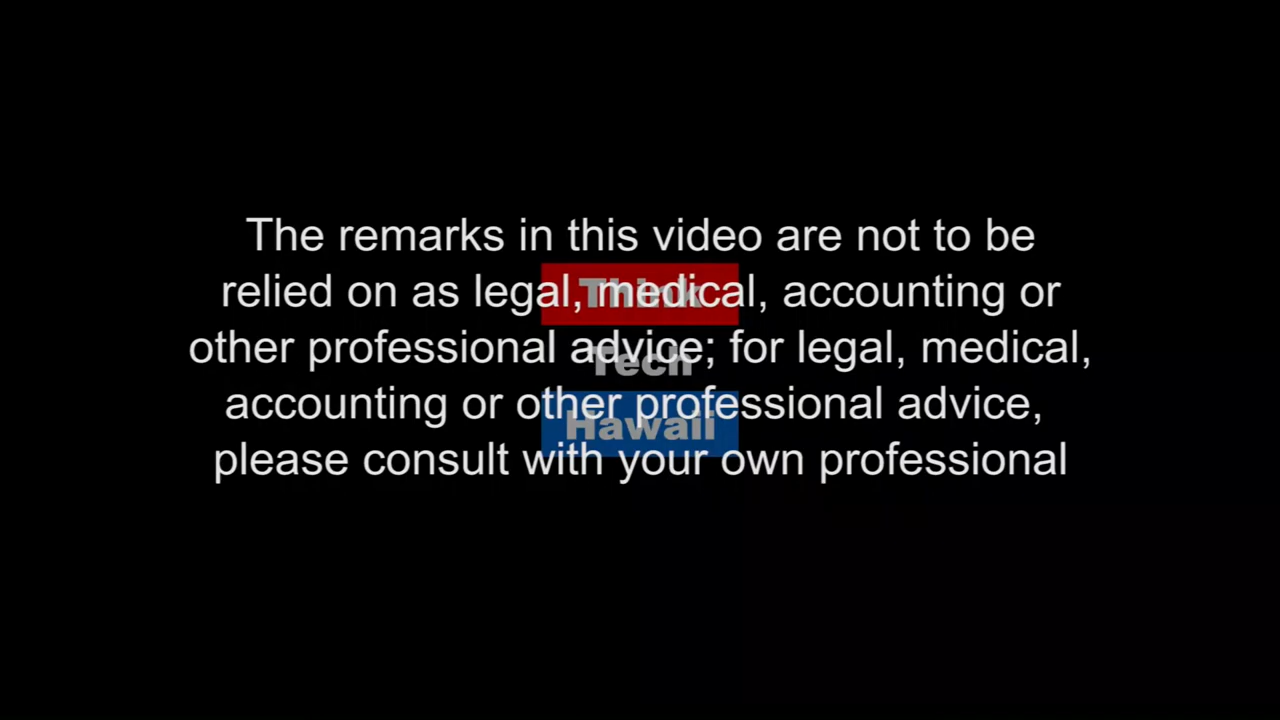 The remarks in this video are not to be
relied on as legal, medical, accounting or
other professional advice; for legal, medical,
accounting or other professional advice,
please consult with your own professional
Think
Tech
Hawaii